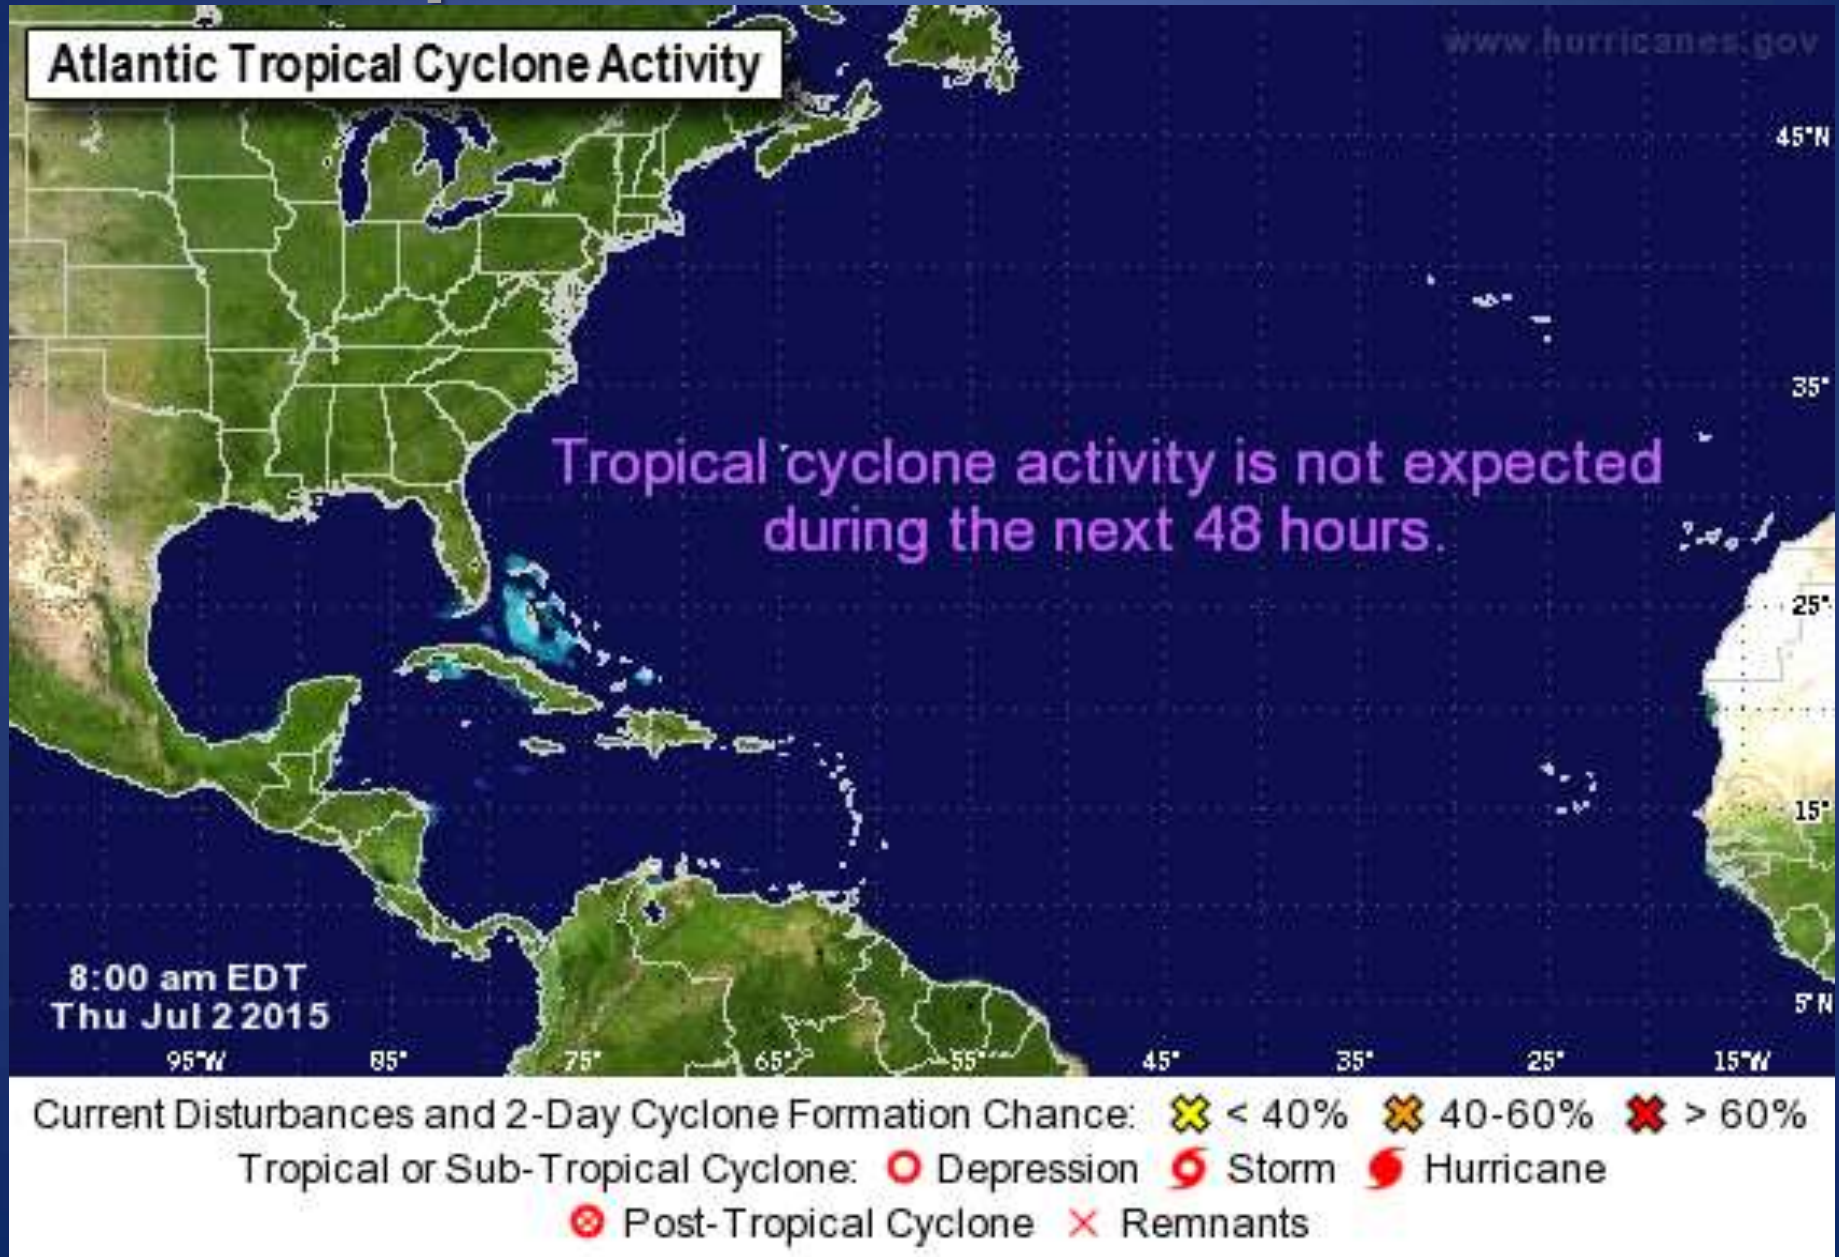 www.hurricanes.gov
Atlantic Tropical Cyclone Activity
45°N
35°
Tropical cyclone activity is not expected
during the next 48 hours.
25°
15°
8:00 am EDT
Thu Jul 2 2015
5°N
95°W 85° 75° 65° 55° 45° 35° 25° 15°W
Current Disturbances and 2-Day Cyclone Formation Chance: < 40% 40-60% > 60%
Tropical or Sub-Tropical Cyclone: Depression Storm Hurricane
Post-Tropical Cyclone Remnants